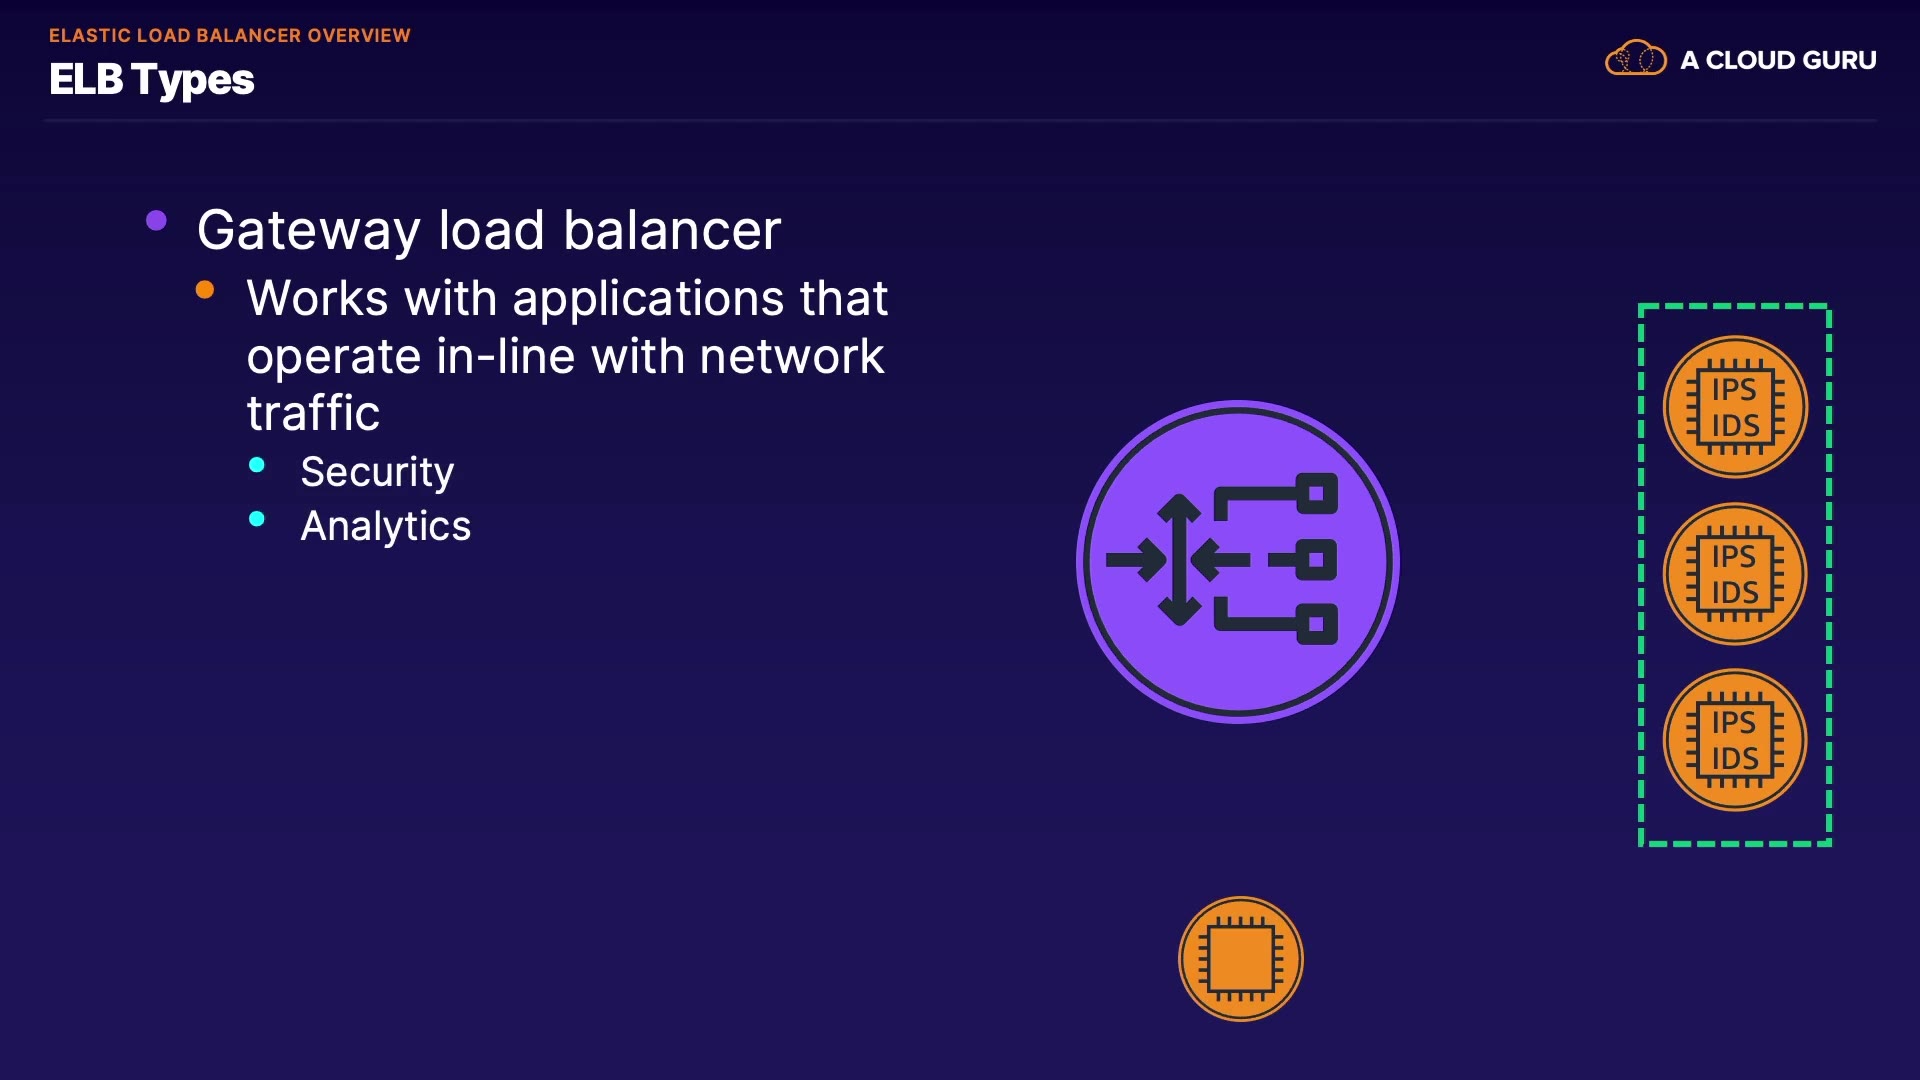 ELASTIC LOAD BALANCER OVERVIEW
ELB Types
A CLOUD GURU
Gateway load balancer
Works with applications that
operate in-line with network
traffic
Security
Analytics
IPS
IDS
IPS
IDS
IPS
IDS